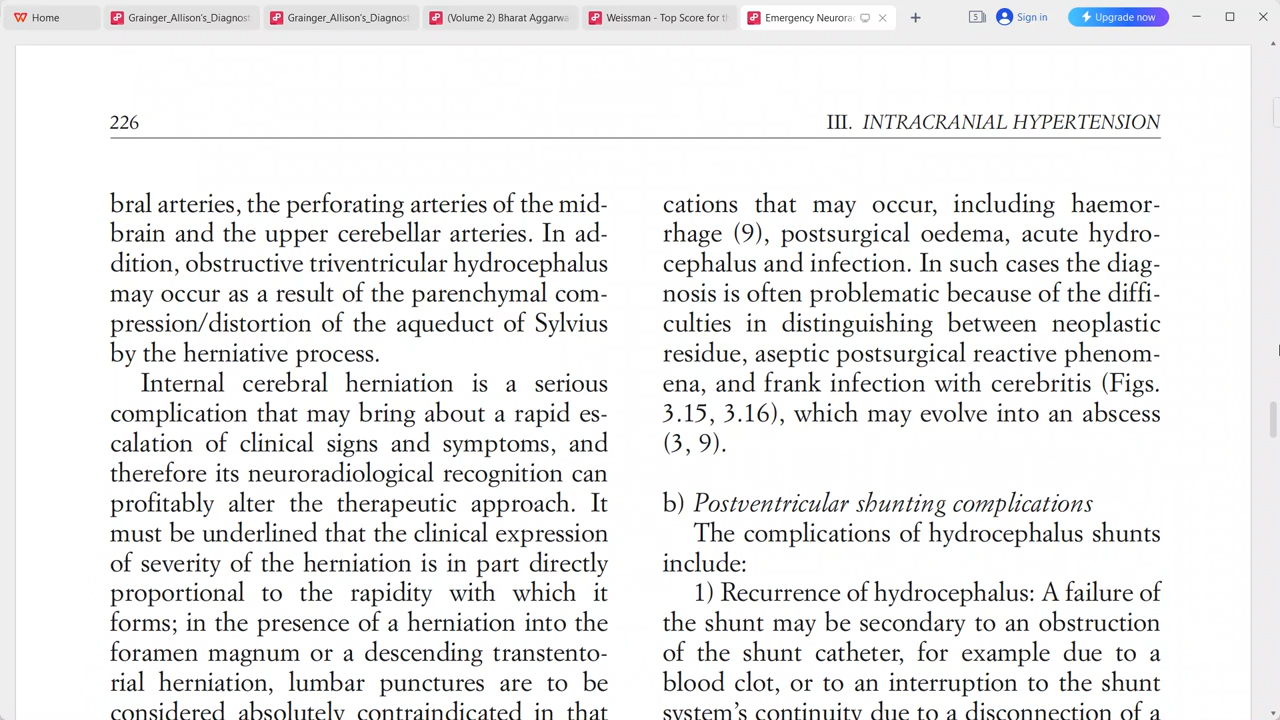 Home
Grainger_Allison's_Diagnost
Grainger_Allison's_Diagnost
(Volume 2) Bharat Aggarwa
Weissman - Top Score for t
Emergency Neurora
5
Sign in
Upgrade now
226
III. INTRACRANIAL HYPERTENSION
bral arteries, the perforating arteries of the mid-
brain and the upper cerebellar arteries. In ad-
dition, obstructive triventricular hydrocephalus
may occur as a result of the parenchymal com-
pression/distortion of the aqueduct of Sylvius
by the herniative process.
Internal cerebral herniation is a serious
complication that may bring about a rapid es-
calation of clinical signs and symptoms, and
therefore its neuroradiological recognition can
profitably alter the therapeutic approach. It
must be underlined that the clinical expression
of severity of the herniation is in part directly
proportional to the rapidity with which it
forms; in the presence of a herniation into the
foramen magnum or a descending transtento-
rial herniation, lumbar punctures are to be
considered absolutely contraindicated in that
cations that may occur, including haemor-
rhage (9), postsurgical oedema, acute hydro-
cephalus and infection. In such cases the diag-
nosis is often problematic because of the diffi-
culties in distinguishing between neoplastic
residue, aseptic postsurgical reactive phenom-
ena, and frank infection with cerebritis (Figs.
3.15, 3.16), which may evolve into an abscess
(3, 9).
b) Postventricular shunting complications
The complications of hydrocephalus shunts
include:
1) Recurrence of hydrocephalus: A failure of
the shunt may be secondary to an obstruction
of the shunt catheter, for example due to a
blood clot, or to an interruption to the shunt
system's continuity due to a disconnection of a